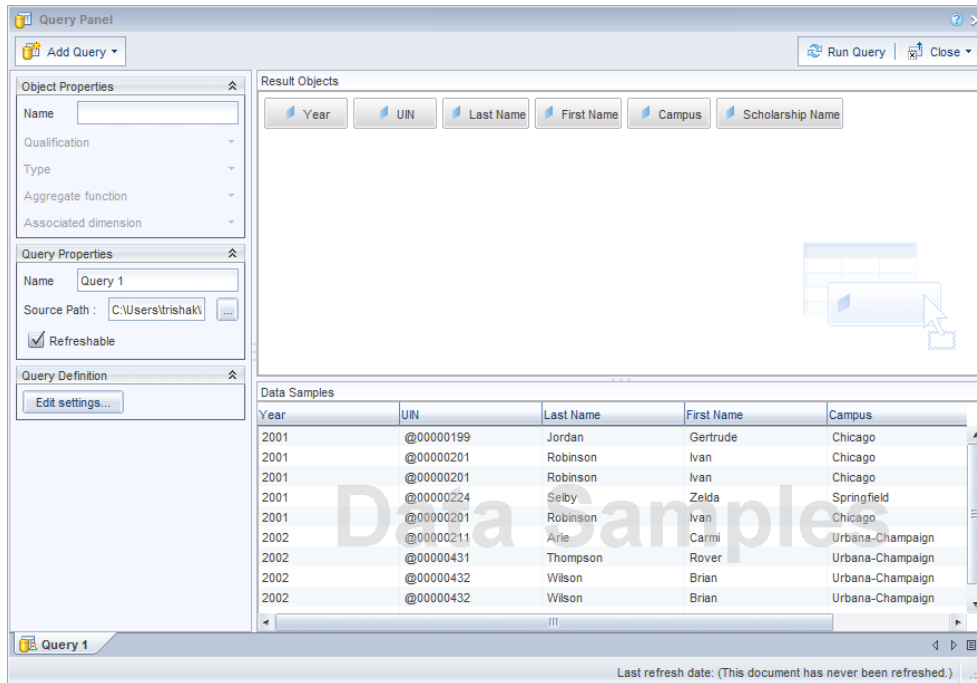 Query Panel
Add Query
Run Query
Close
Object Properties
Name
Qualification
Type
Aggregate function
Associated dimension
Query Properties
Name Query 1
Source Path : C:\Users\trishak\
...
Refreshable
Query Definition
Edit settings...
Result Objects
Year UIN Last Name First Name Campus Scholarship Name
Data Samples
Year UIN Last Name First Name Campus
2001 @00000199 Jordan Gertrude Chicago
2001 @00000201 Robinson Ivan Chicago
2001 @00000201 Robinson Ivan Chicago
2001 @00000224 Selby Zelda Springfield
2001 @00000201 Robinson Ivan Chicago
2002 @00000211 Arie Carmi Urbana-Champaign
2002 @00000431 Thompson Rover Urbana-Champaign
2002 @00000432 Wilson Brian Urbana-Champaign
2002 @00000432 Wilson Brian Urbana-Champaign
Data Samples
Query 1
Last refresh date: (This document has never been refreshed.)